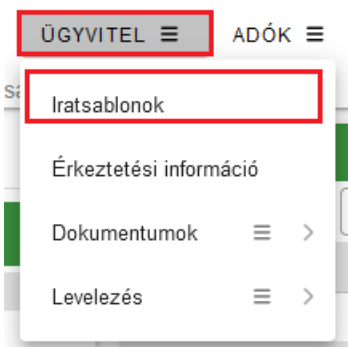 ÜGYVITEL ADÓK
Iratsablonok
Érkeztetési információ
Dokumentumok
Levelezés